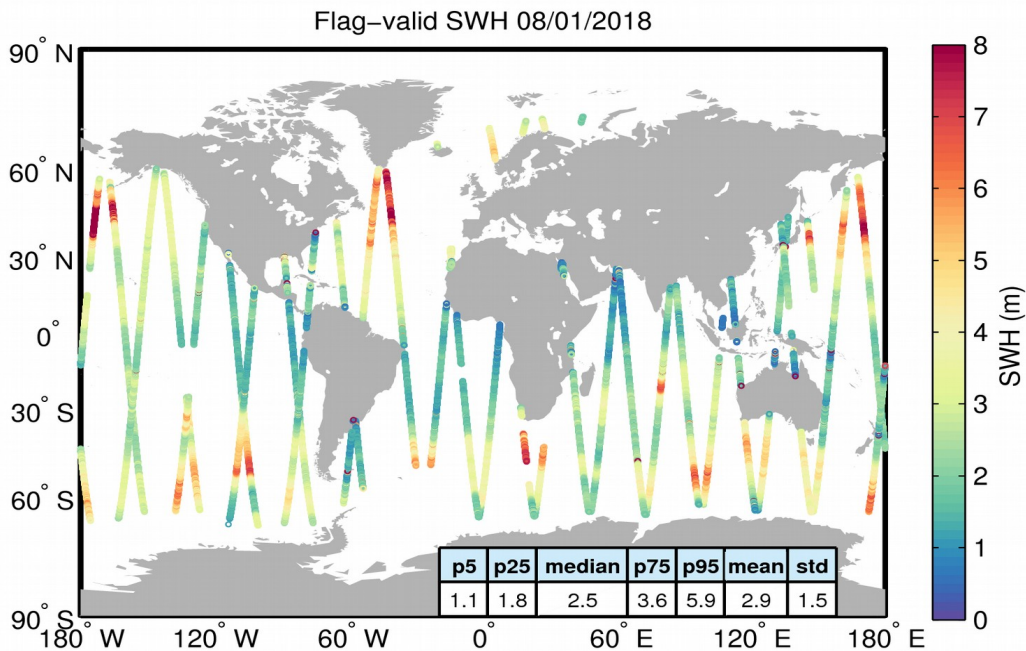 Flag−valid SWH 08/01/2018
90° N
60° N
30° N
0°
30° S
60° S
90° S
180° W
120° W
60° W
0°
60° E
120° E
180° E
p5 p25 median p75 p95 mean std
1.1 1.8 2.5 3.6 5.9 2.9 1.5
8
7
6
5
4
3
2
1
0
SWH (m)